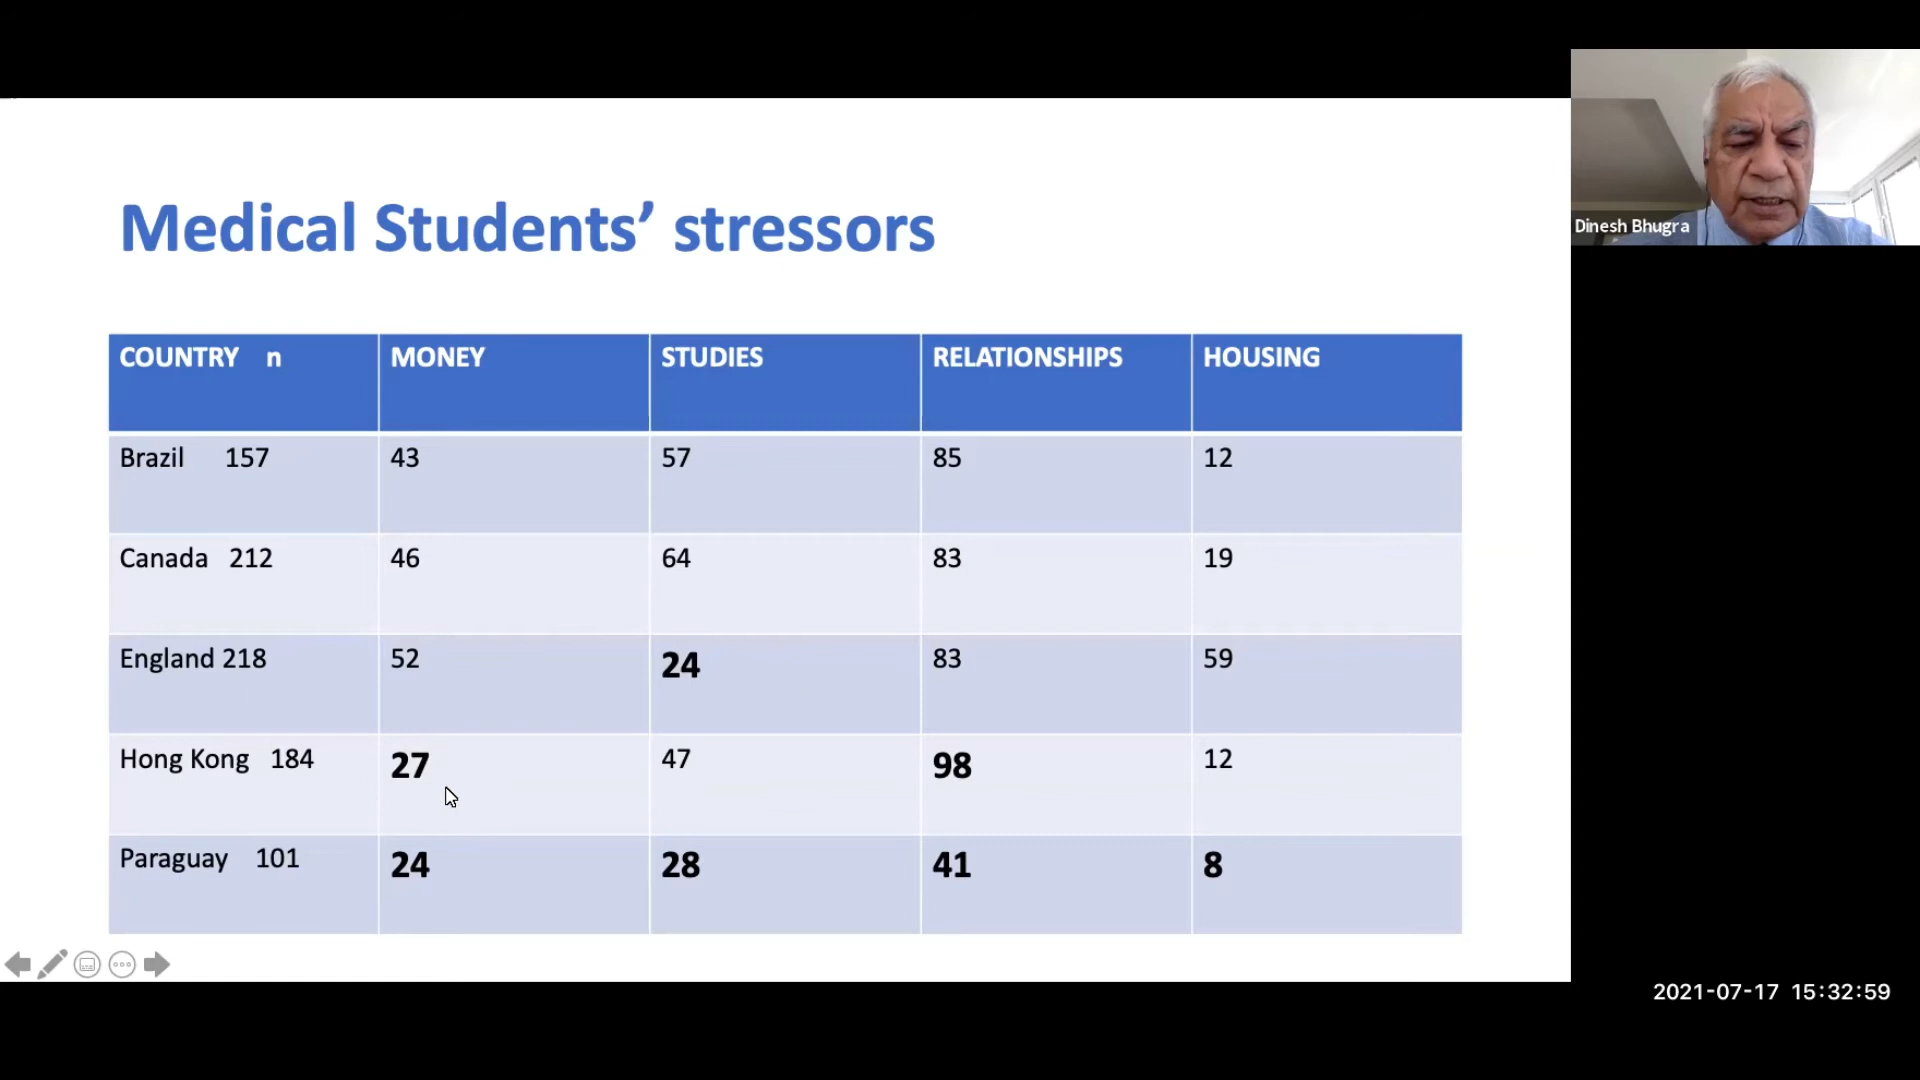 Dinesh Bhugra
Medical Students’ stressors
COUNTRY n MONEY STUDIES RELATIONSHIPS HOUSING
Brazil 157 43 57 85 12
Canada 212 46 64 83 19
England 218 52 24 83 59
Hong Kong 184 27 47 98 12
Paraguay 101 24 28 41 8
2021-07-17 15:32:59